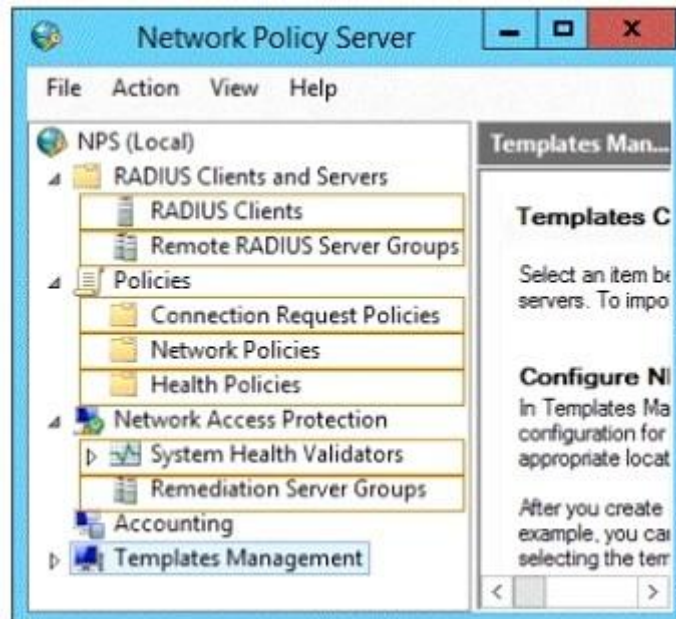 Network Policy Server
File Action View Help
NPS (Local)
RADIUS Clients and Servers
RADIUS Clients
Remote RADIUS Server Groups
Policies
Connection Request Policies
Network Policies
Health Policies
Network Access Protection
System Health Validators
Remediation Server Groups
Accounting
Templates Management
Templates Man...
Templates C
Select an item be
servers. To impo
Configure N
In Templates Ma
configuration for
appropriate locat
After you create
example, you cai
selecting the tem